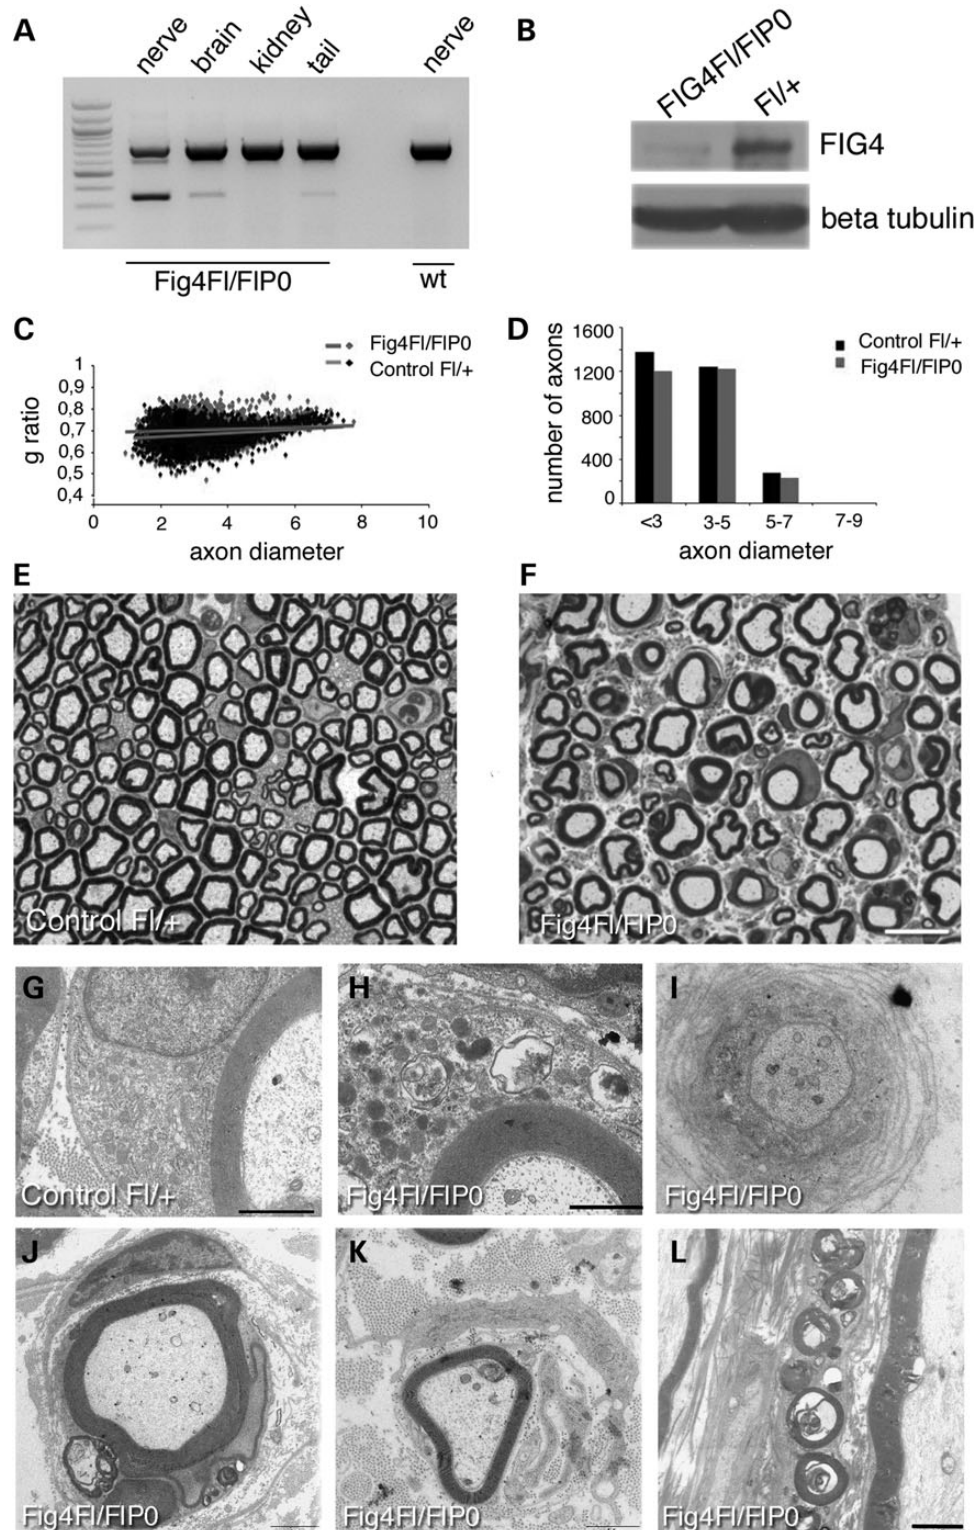 A
nerve
brain
kidney
tail
nerve
Fig4Fl/FlP0
wt
B
FIG4Fl/FlP0
Fl/+
FIG4
beta tubulin
C
Fig4Fl/FlP0
Control Fl/+
g ratio
1
0,9
0,8
0,7
0,6
0,5
0,4
0
2
4
6
8
10
axon diameter
D
number of axons
1600
1200
800
400
0
Control Fl/+
Fig4Fl/FlP0
<3
3-5
5-7
7-9
axon diameter
E
Control Fl/+
F
Fig4Fl/FlP0
G
Control Fl/+
H
Fig4Fl/FlP0
I
Fig4Fl/FlP0
J
Fig4Fl/FlP0
K
Fig4Fl/FlP0
L
Fig4Fl/FlP0